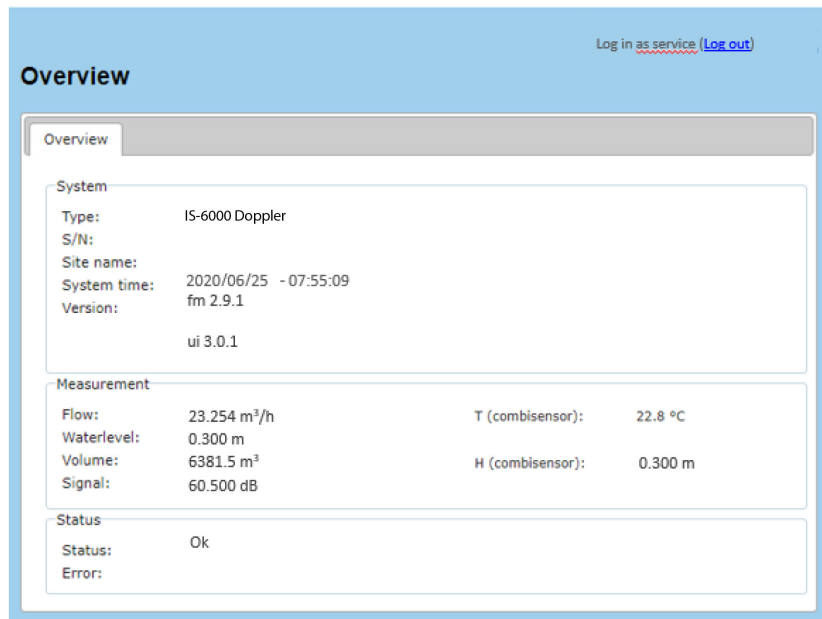 Log in as service (Log out)
Overview
Overview
System
Type: IS-6000 Doppler
S/N:
Site name:
System time: 2020/06/25 - 07:55:09
Version: fm 2.9.1
ui 3.0.1
Measurement
Flow: 23.254 m³/h T (combisensor): 22.8 ºC
Waterlevel: 0.300 m
Volume: 6381.5 m³ H (combisensor): 0.300 m
Signal: 60.500 dB
Status
Status: Ok
Error: